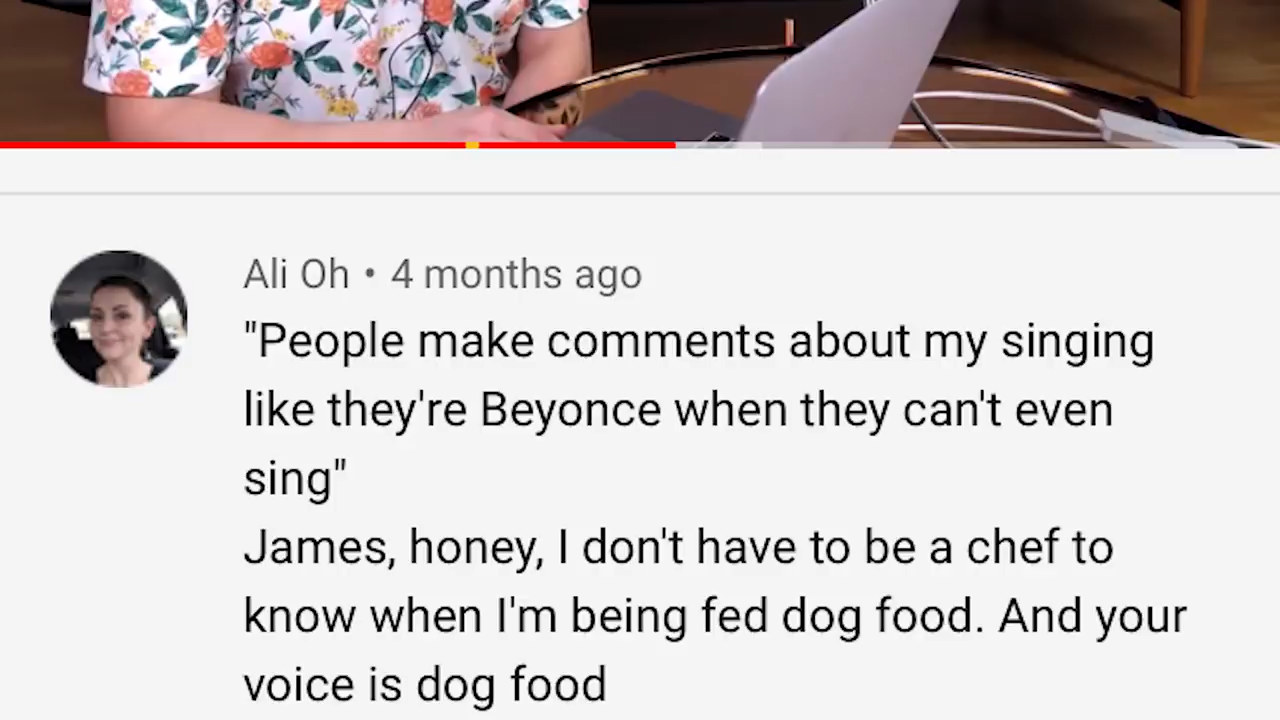 Ali Oh • 4 months ago
"People make comments about my singing
like they're Beyonce when they can't even
sing"
James, honey, I don't have to be a chef to
know when I'm being fed dog food. And your
voice is dog food